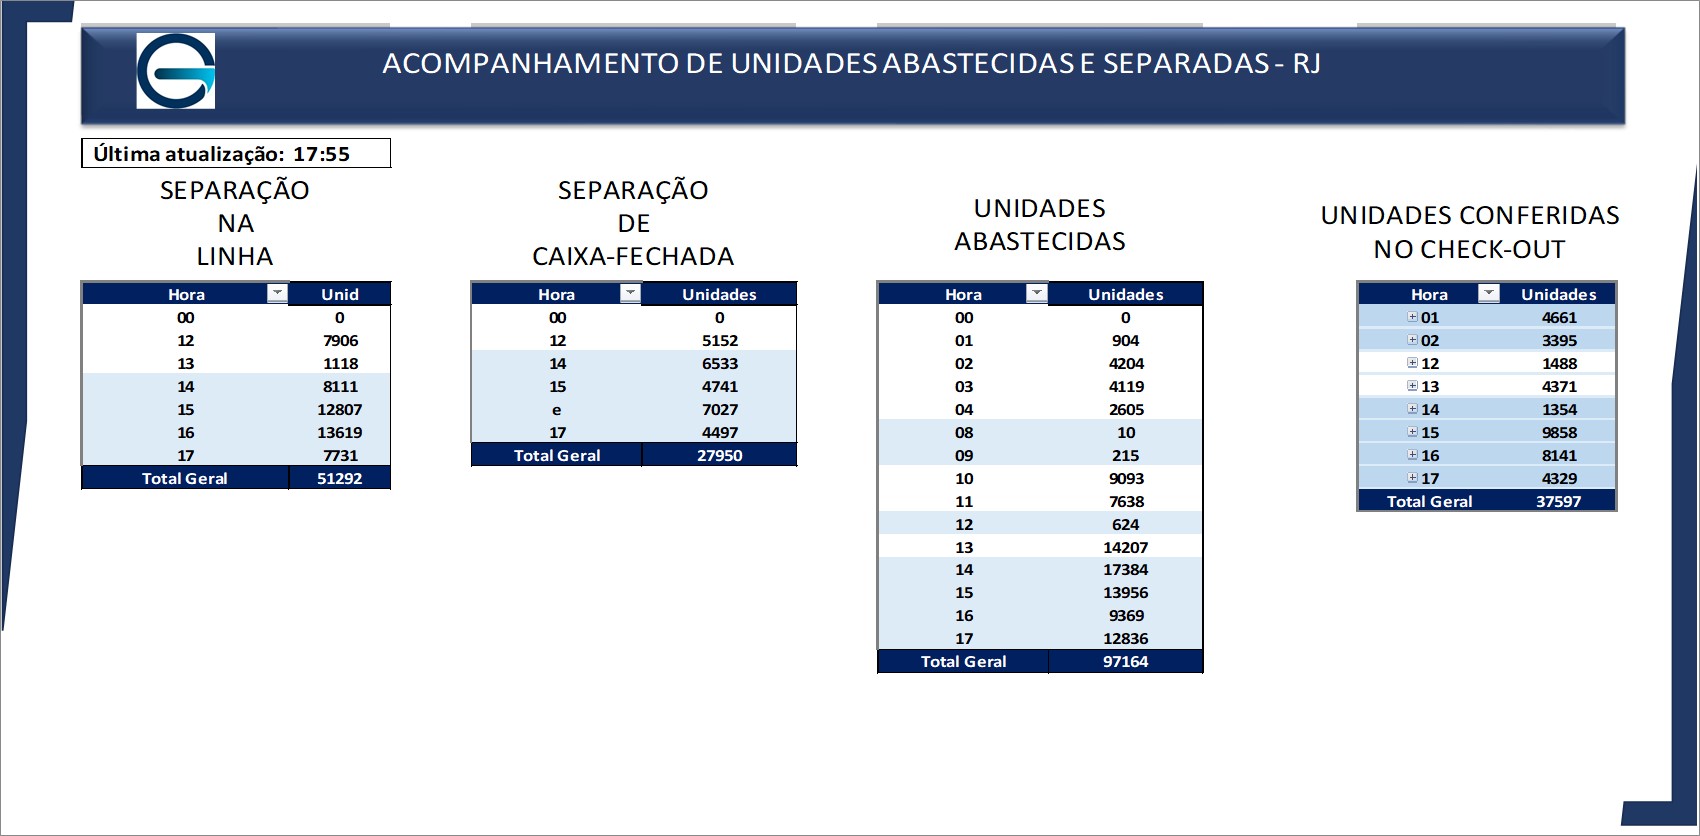 ACOMPANHAMENTO DE UNIDADES ABASTECIDAS E SEPARADAS - RJ
Última atualização: 17:55
SEPARAÇÃO
NA
LINHA
Hora Unid
00 0
12 7906
13 1118
14 8111
15 12807
16 13619
17 7731
Total Geral 51292
SEPARAÇÃO
DE
CAIXA-FECHADA
Hora Unidades
00 0
12 5152
14 6533
15 4741
e 7027
17 4497
Total Geral 27950
UNIDADES
ABASTECIDAS
Hora Unidades
00 0
01 904
02 4204
03 4119
04 2605
08 10
09 215
10 9093
11 7638
12 624
13 14207
14 17384
15 13956
16 9369
17 12836
Total Geral 97164
UNIDADES CONFERIDAS
NO CHECK-OUT
Hora Unidades
01 4661
02 3395
12 1488
13 4371
14 1354
15 9858
16 8141
17 4329
Total Geral 37597